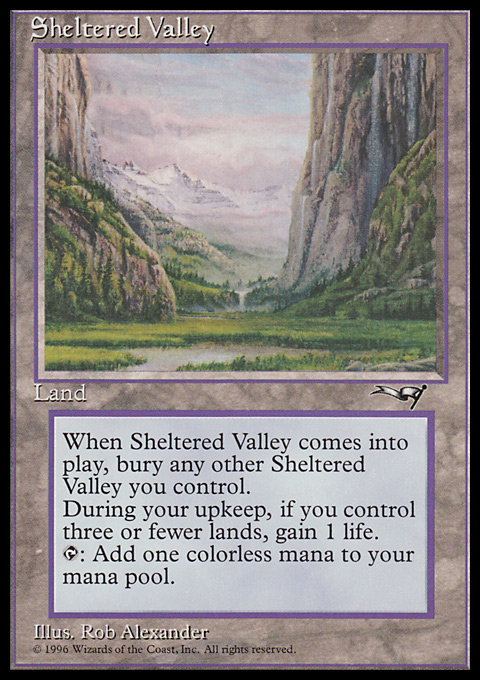 Sheltered Valley
Land
When Sheltered Valley comes into
play, bury any other Sheltered
Valley you control.
During your upkeep, if you control
three or fewer lands, gain 1 life.
: Add one colorless mana to your
mana pool.
Illus. Rob Alexander
© 1996 Wizards of the Coast, Inc. All rights reserved.